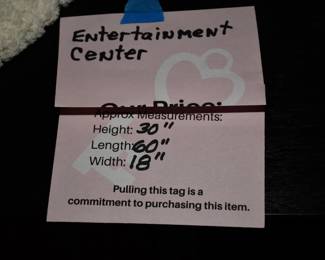 Entertainment
Center
Our Price:
Approx Measurements:
Height: 30"
Length: 60"
Width: 18"
Pulling this tag is a
commitment to purchasing this item.